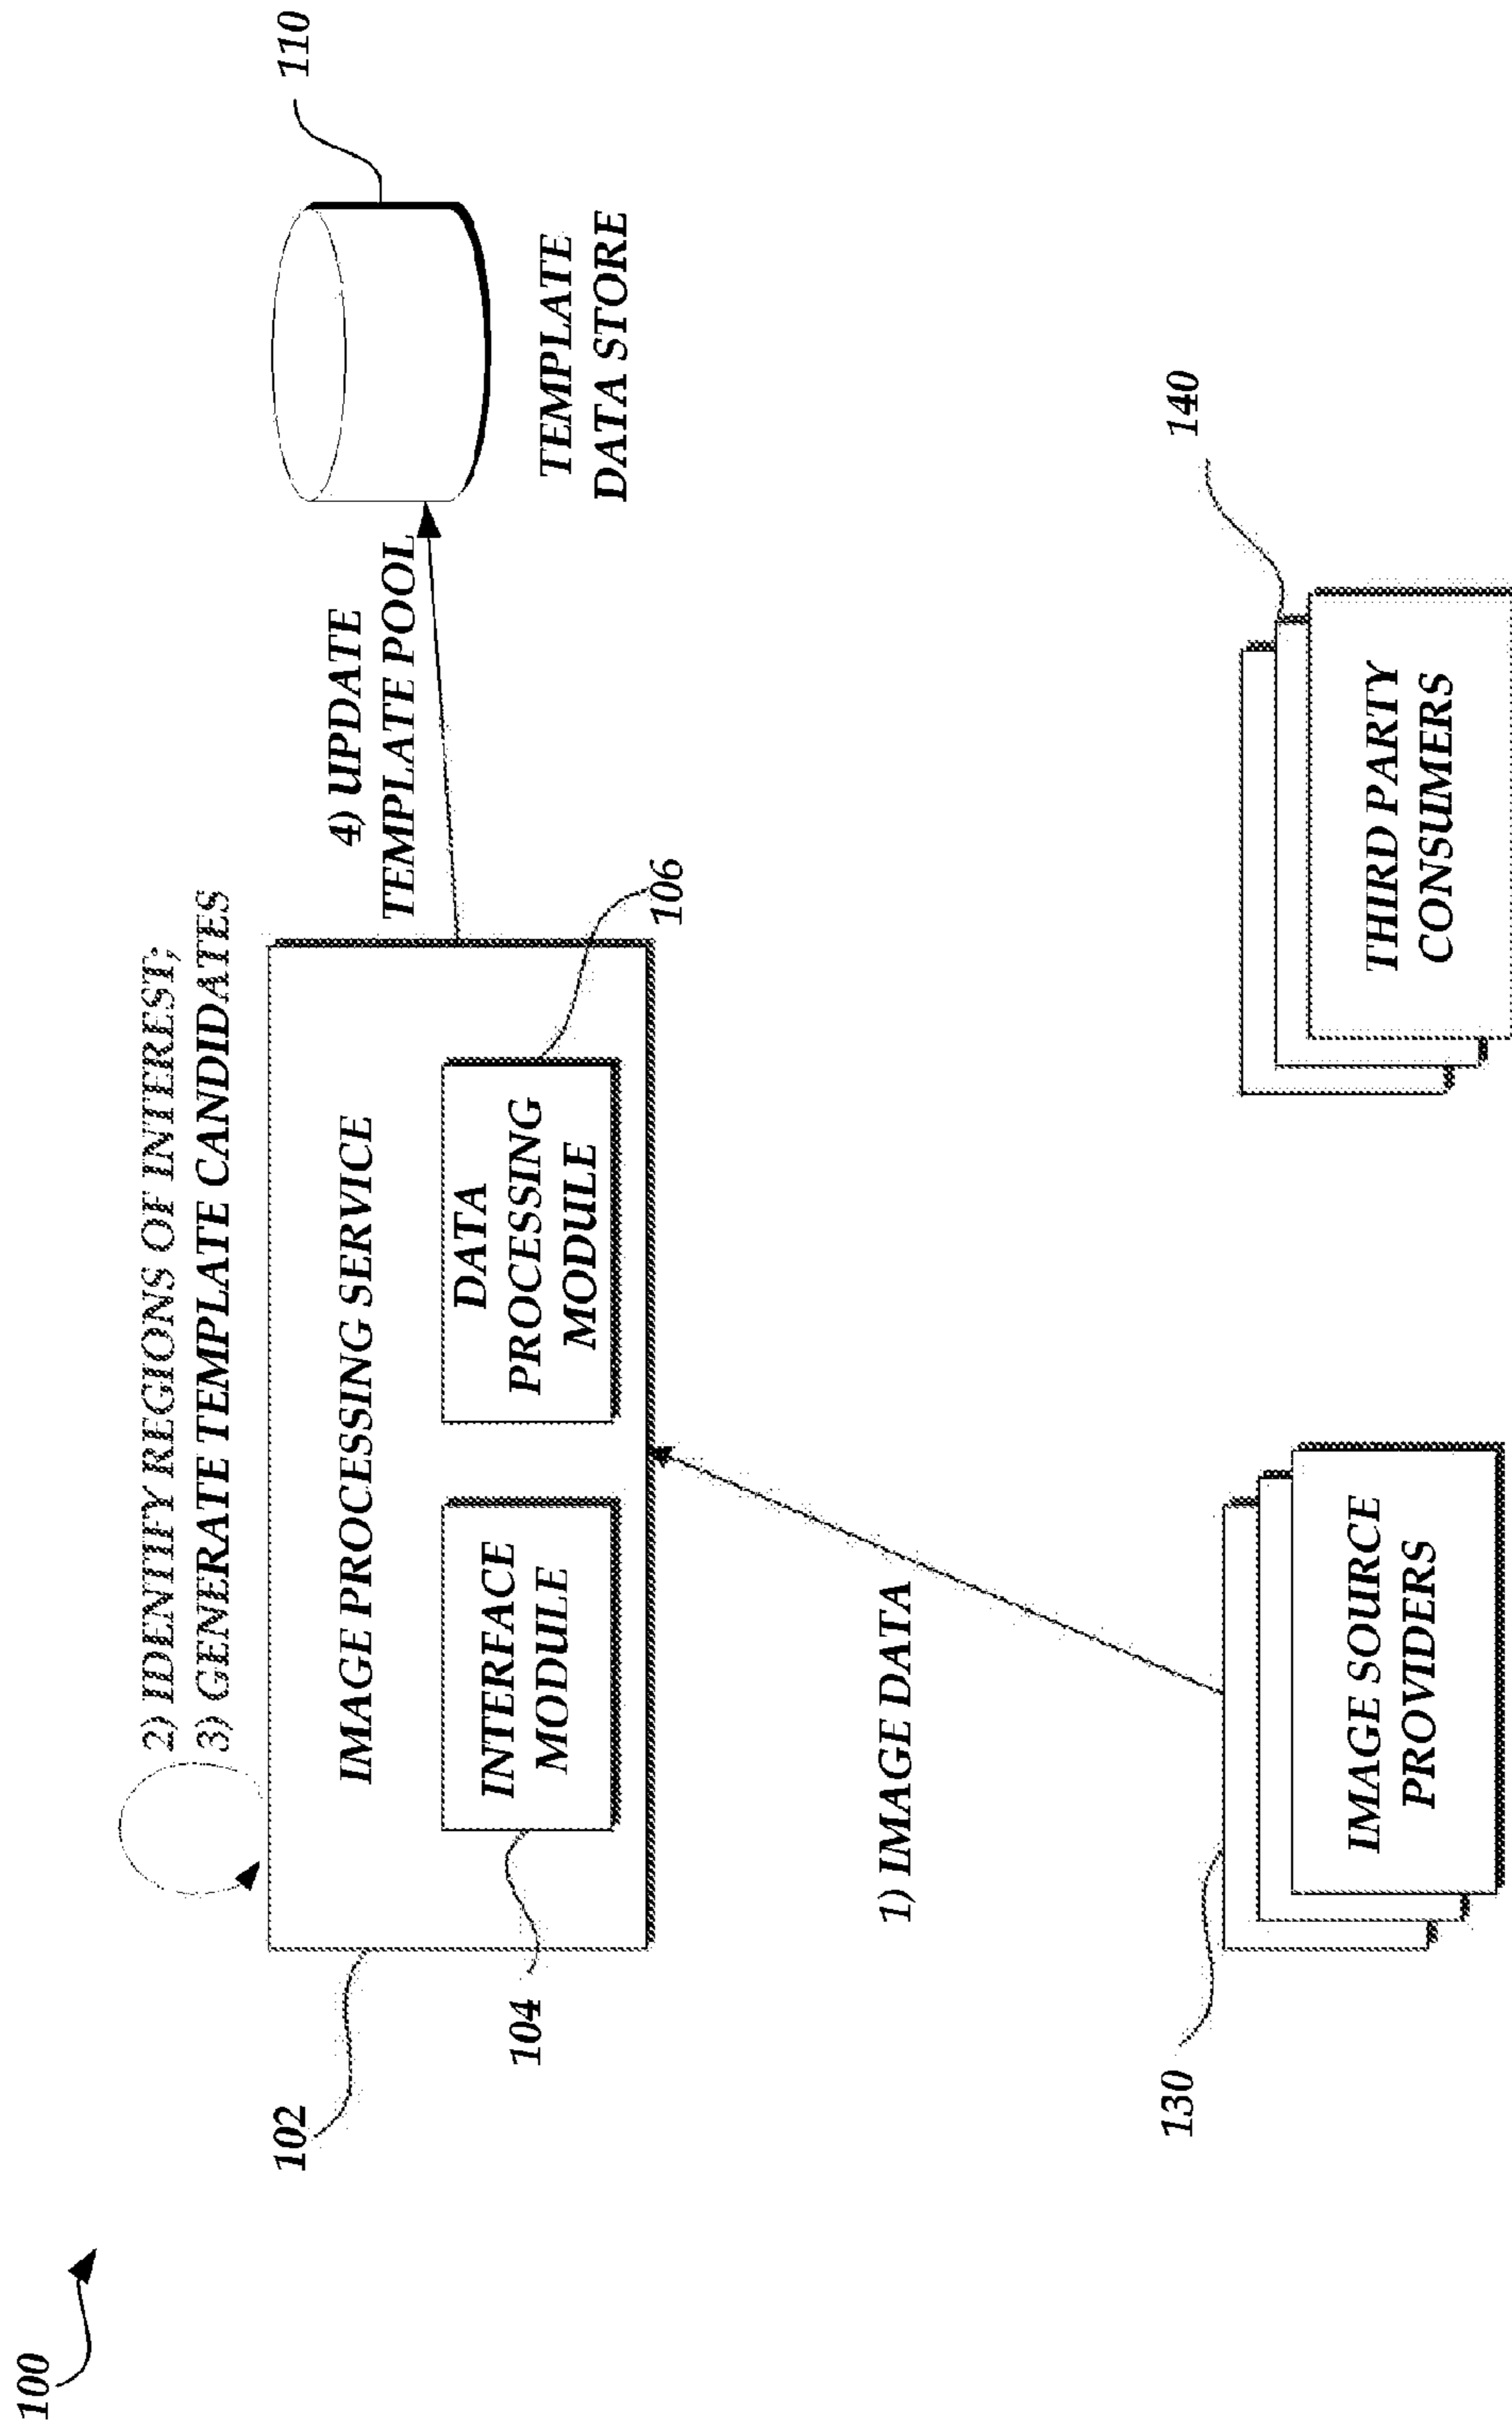 100
2) IDENTIFY REGIONS OF INTEREST;
3) GENERATE TEMPLATE CANDIDATES
102
IMAGE PROCESSING SERVICE
INTERFACE
MODULE
104
DATA
PROCESSING
MODULE
106
4) UPDATE
TEMPLATE POOL
110
TEMPLATE
DATA STORE
1) IMAGE DATA
130
IMAGE SOURCE
PROVIDERS
140
THIRD PARTY
CONSUMERS